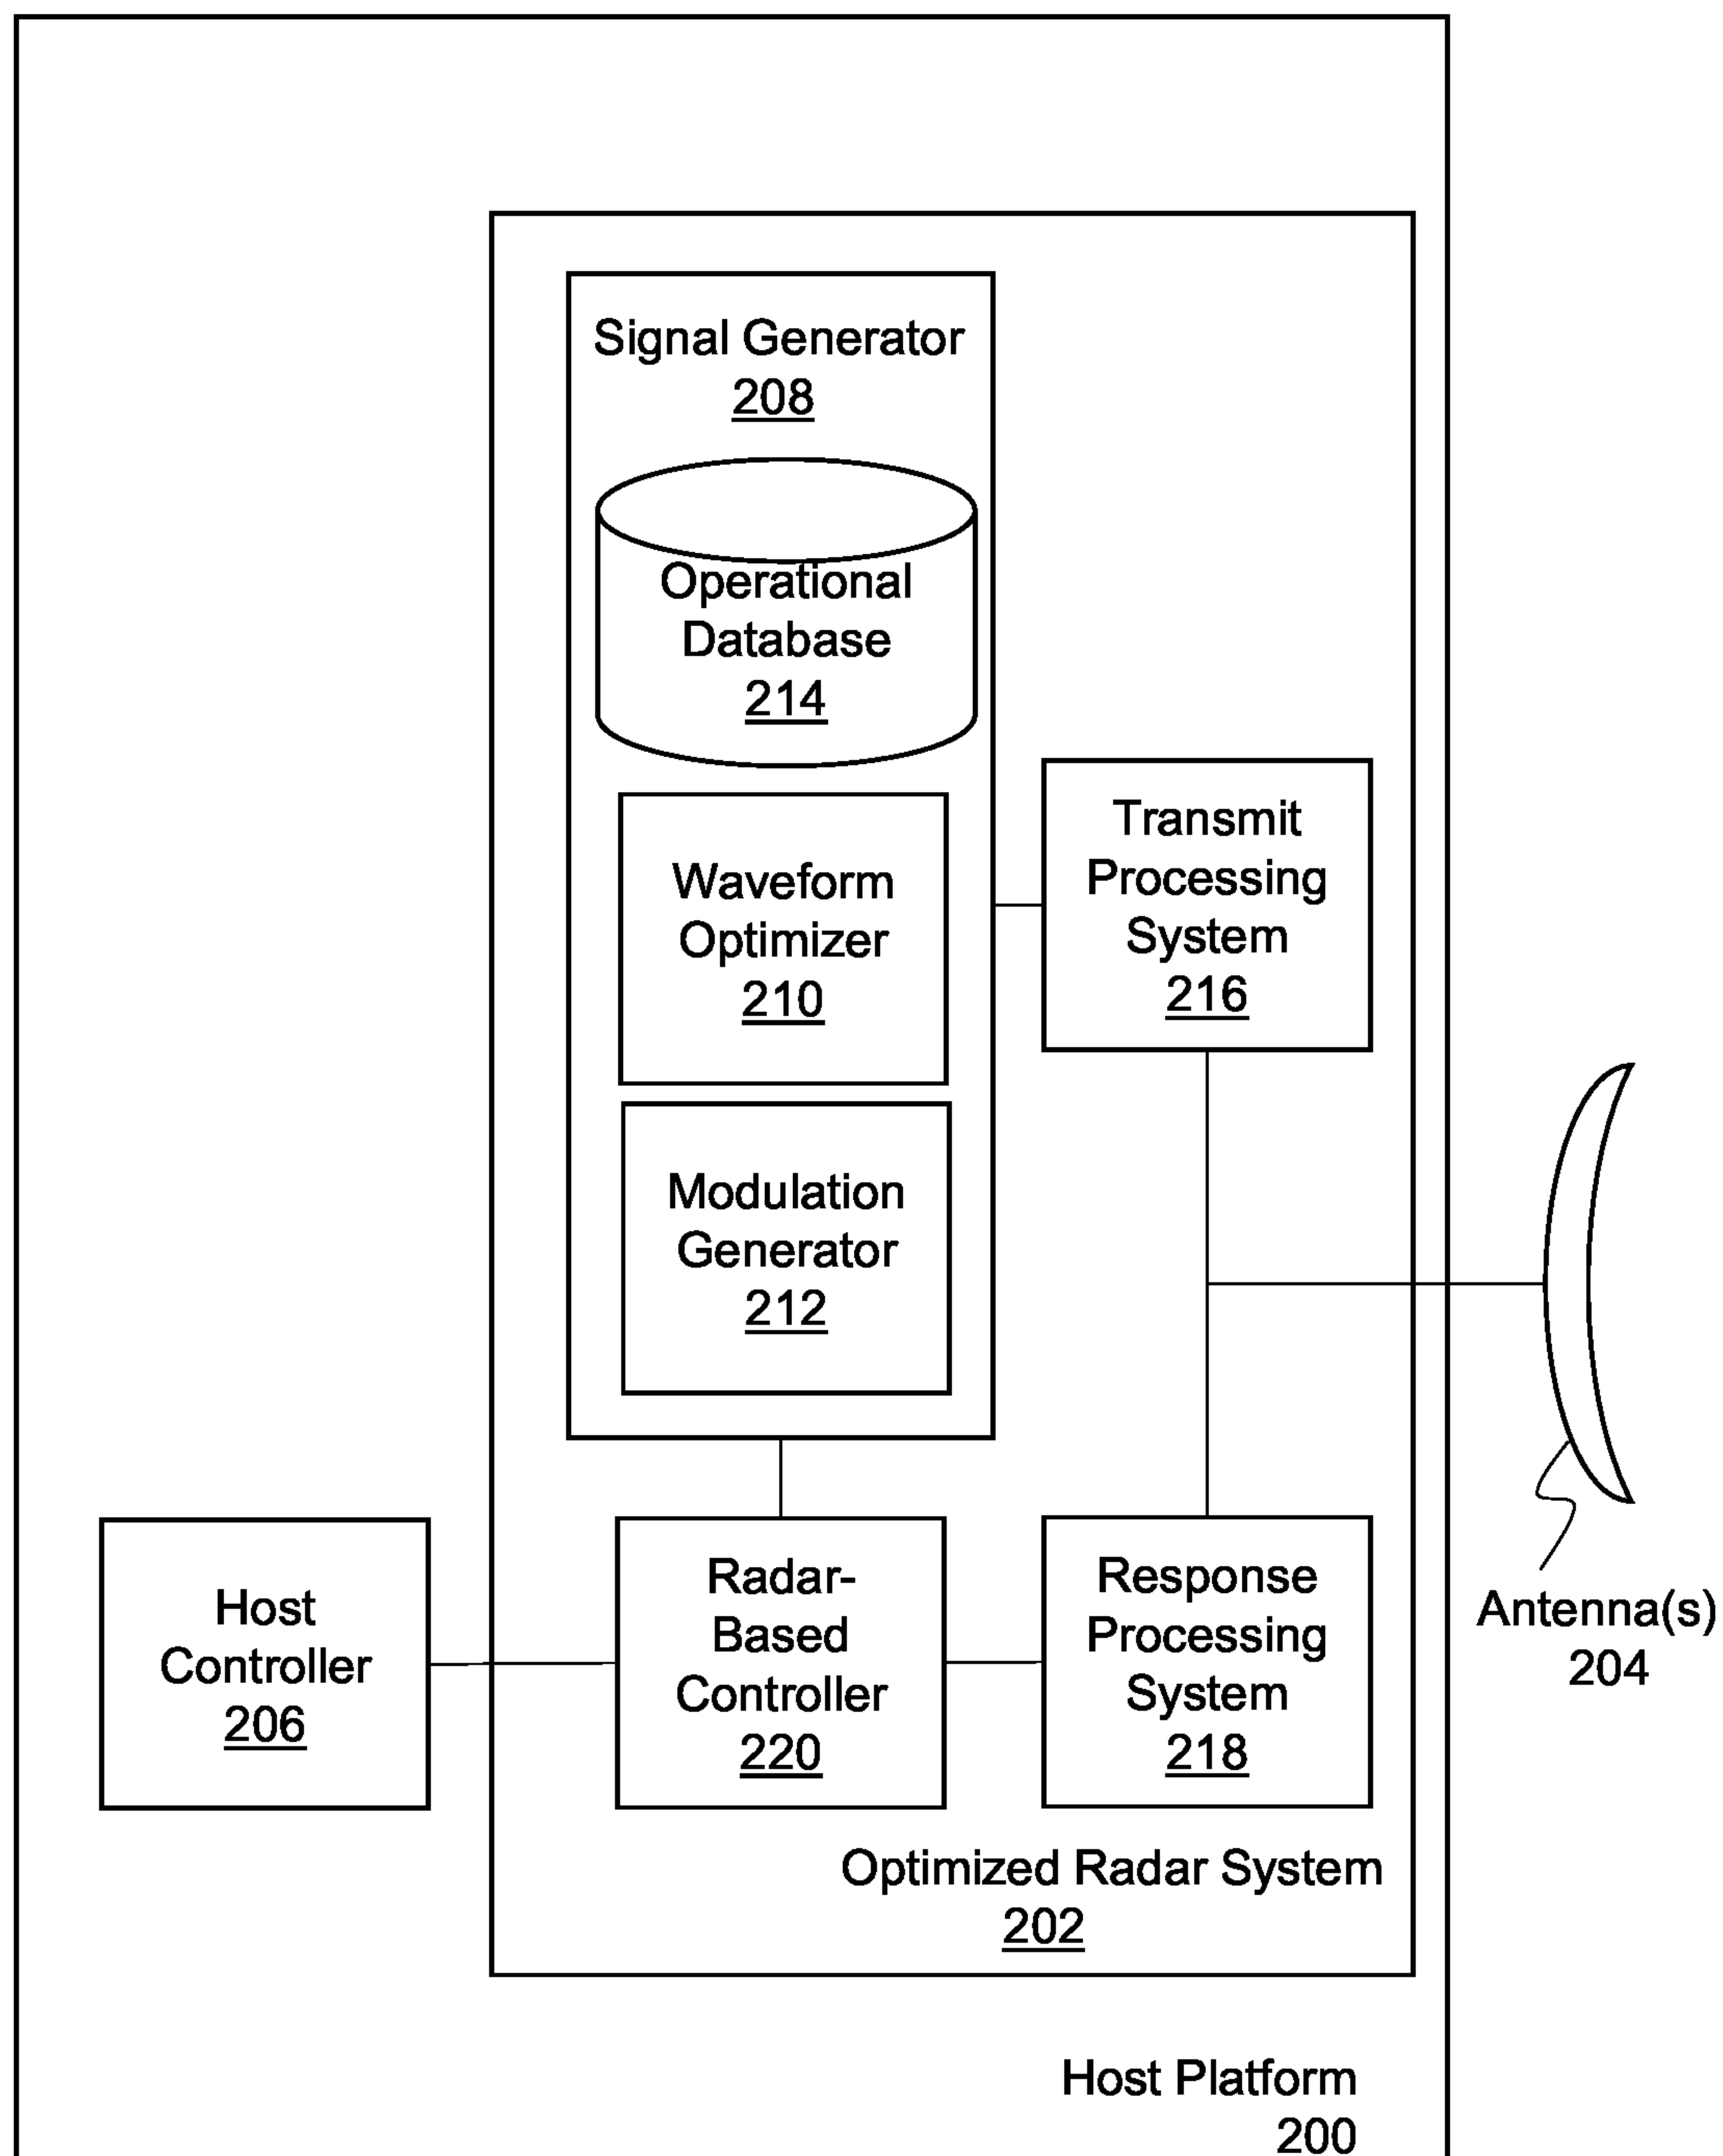 Signal Generator
208
Operational
Database
214
Waveform
Optimizer
210
Modulation
Generator
212
Transmit
Processing
System
216
Host
Controller
206
Radar-
Based
Controller
220
Response
Processing
System
218
Antenna(s)
204
Optimized Radar System
202
Host Platform
200